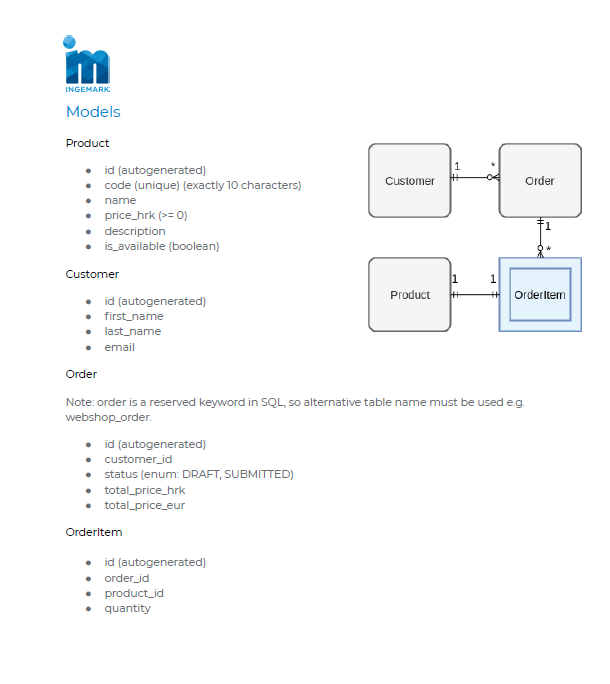 INGEMARK
Models
Product
● id (autogenerated)
● code (unique) (exactly 10 characters)
● name
● price_hrk (>= 0)
● description
● is_available (boolean)
Customer
● id (autogenerated)
● first_name
● last_name
● email
Order
Note: order is a reserved keyword in SQL, so alternative table name must be used e.g.
webshop_order.
● id (autogenerated)
● customer_id
● status (enum: DRAFT, SUBMITTED)
● total_price_hrk
● total_price_eur
OrderItem
● id (autogenerated)
● order_id
● product_id
● quantity
Customer
1
*
Order
1
*
Product
1
1
OrderItem